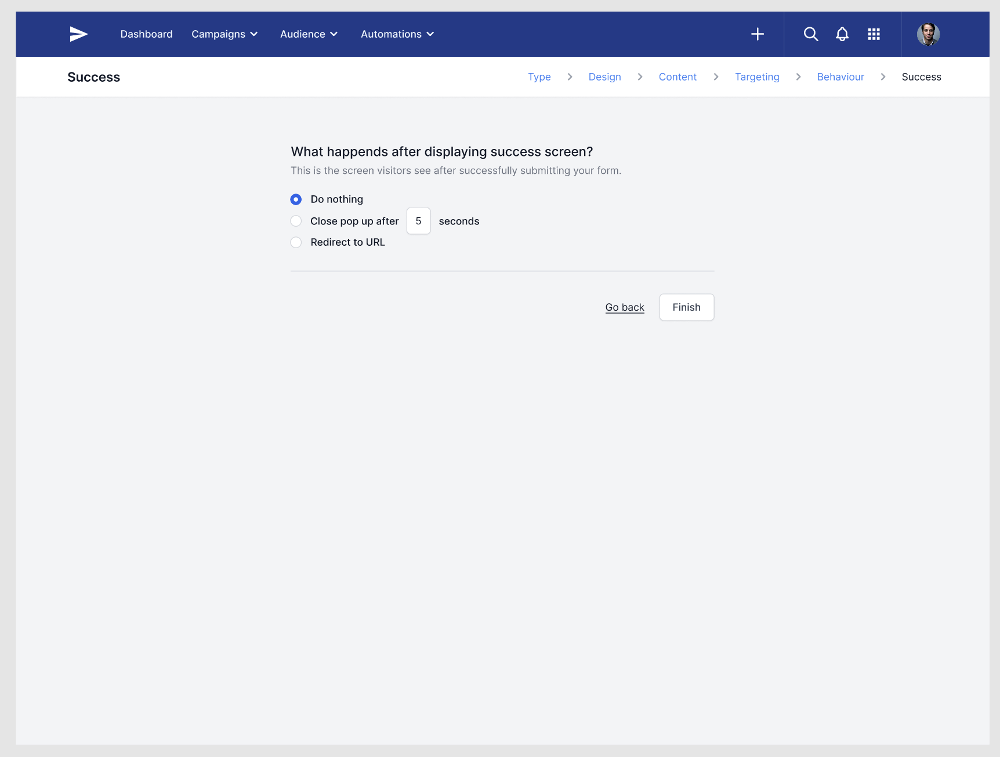 Dashboard Campaigns Audience Automations
Success
Type > Design > Content > Targeting > Behaviour > Success
What happends after displaying success screen?
This is the screen visitors see after successfully submitting your form.
Do nothing
Close pop up after 5 seconds
Redirect to URL
Go back Finish